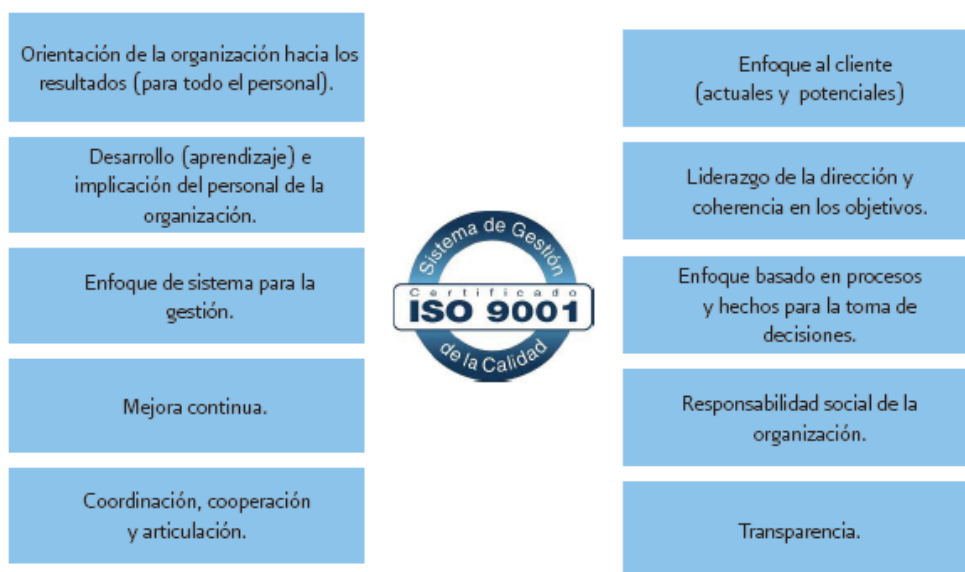 Orientación de la organización hacia los
resultados (para todo el personal).
Desarrollo (aprendizaje) e
implicación del personal de la
organización.
Enfoque de sistema para la
gestión.
Mejora continua.
Coordinación, cooperación
y articulación.
Sistema de Gestión
Certificado
ISO 9001
de la Calidad
Enfoque al cliente
(actuales y potenciales)
Liderazgo de la dirección y
coherencia en los objetivos.
Enfoque basado en procesos
y hechos para la toma de
decisiones.
Responsabilidad social de la
organización.
Transparencia.